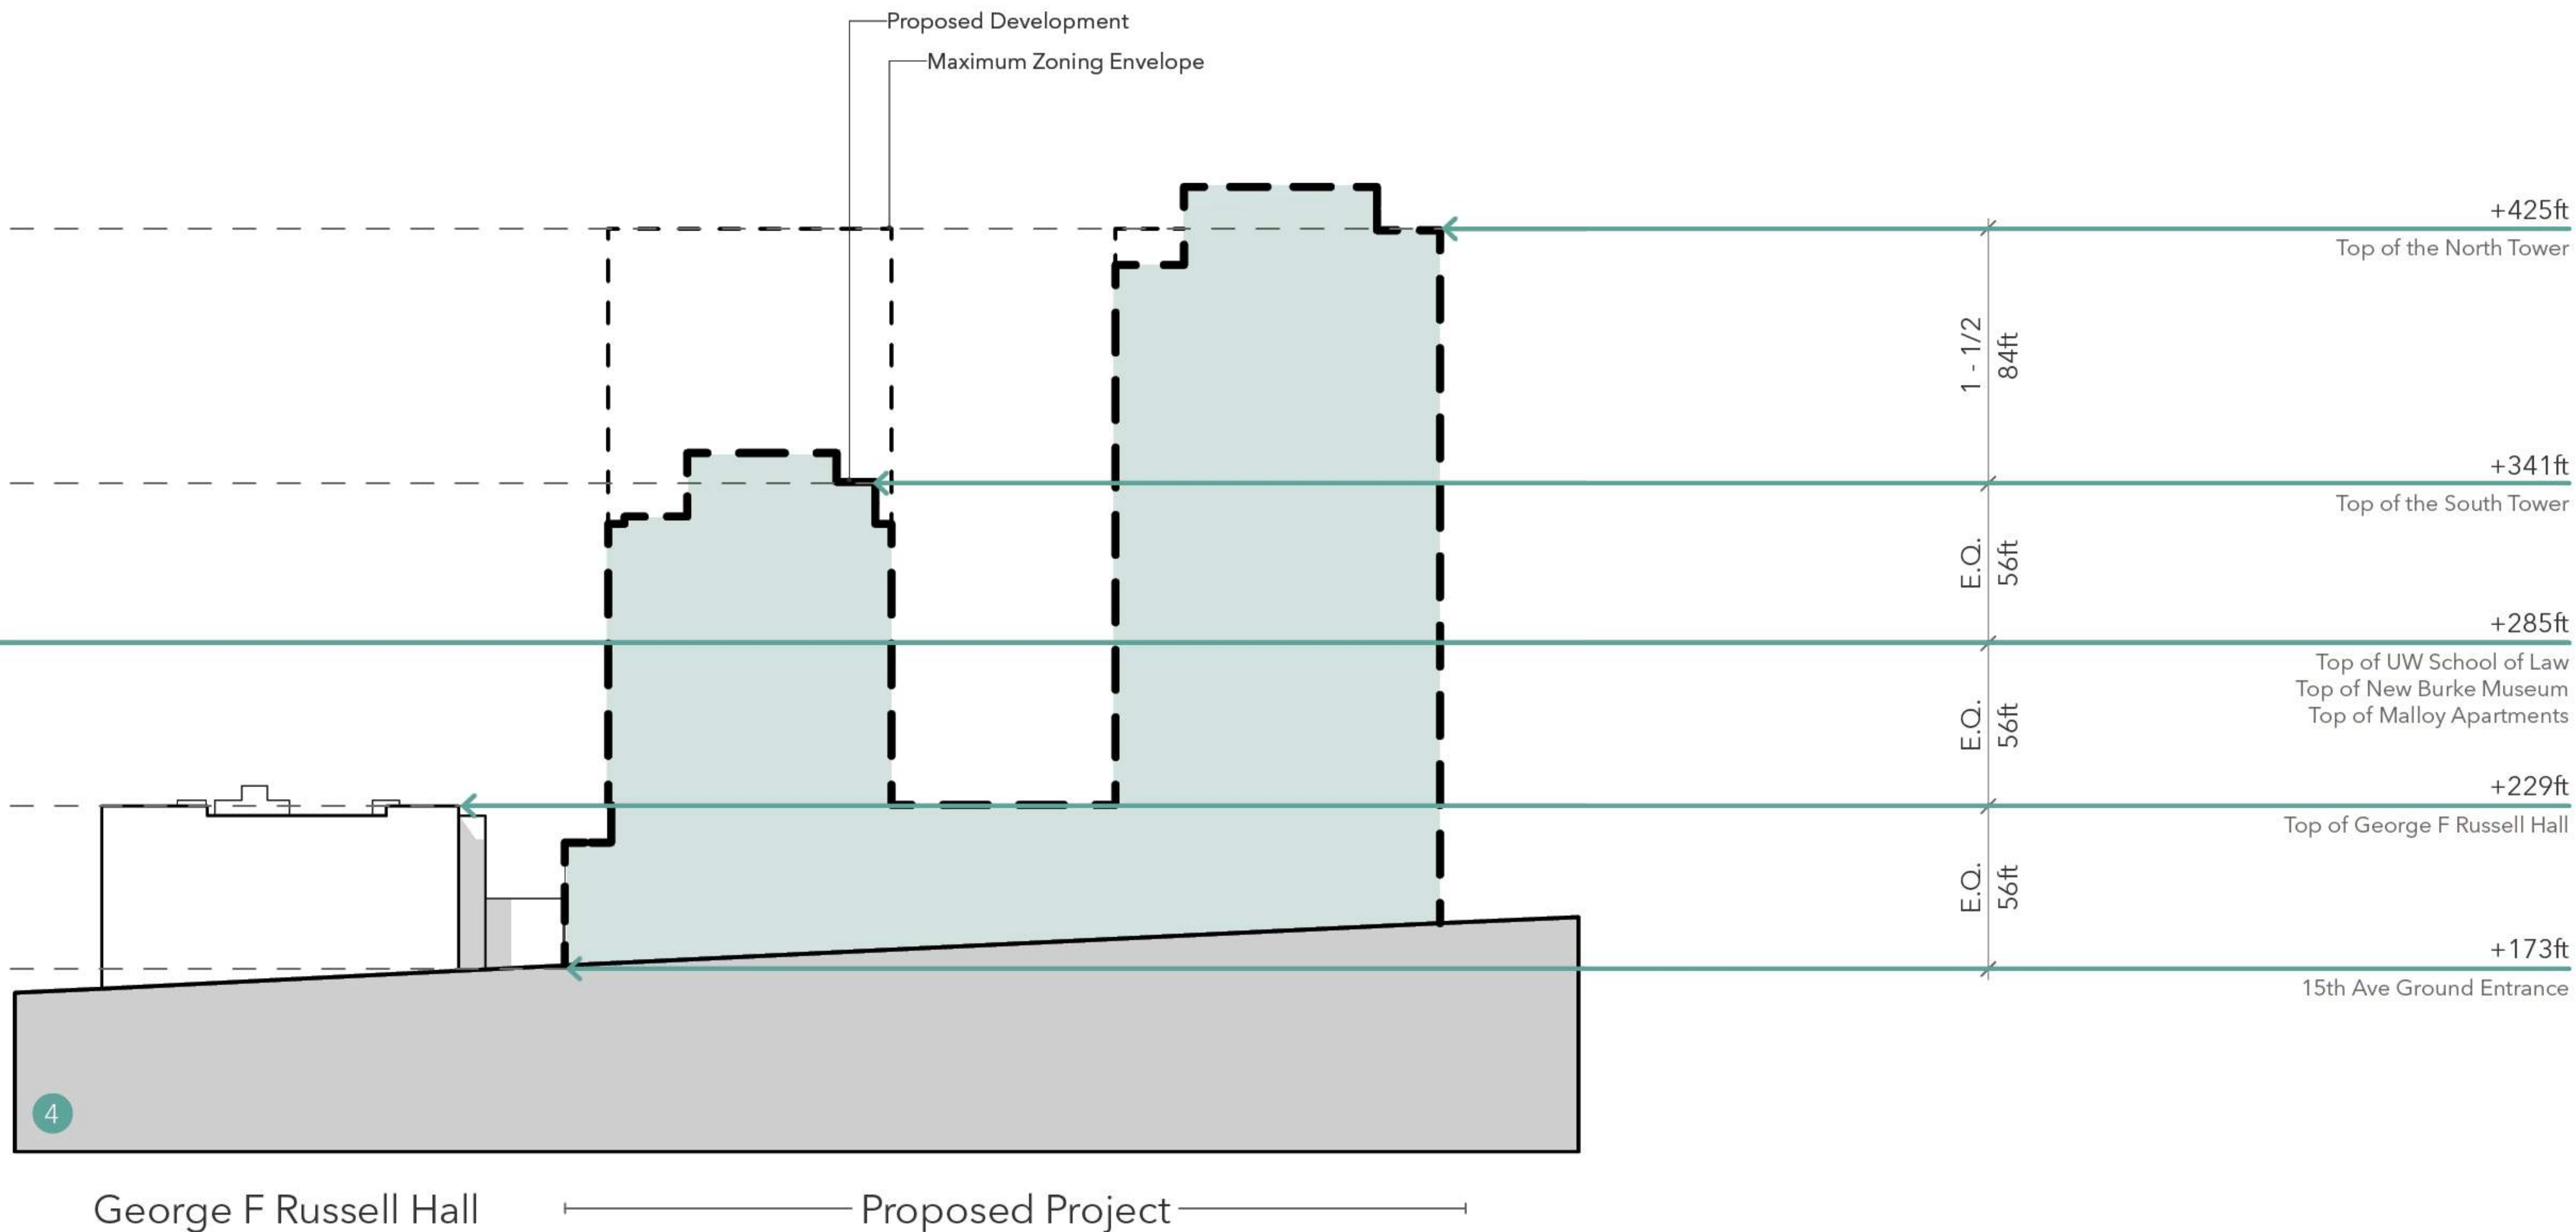 Proposed Development
Maximum Zoning Envelope
+425ft
Top of the North Tower
1 - 1/2
84ft
+341ft
Top of the South Tower
E.Q.
56ft
+285ft
Top of UW School of Law
Top of New Burke Museum
Top of Malloy Apartments
E.Q.
56ft
+229ft
Top of George F Russell Hall
E.Q.
56ft
+173ft
15th Ave Ground Entrance
4
George F Russell Hall
Proposed Project